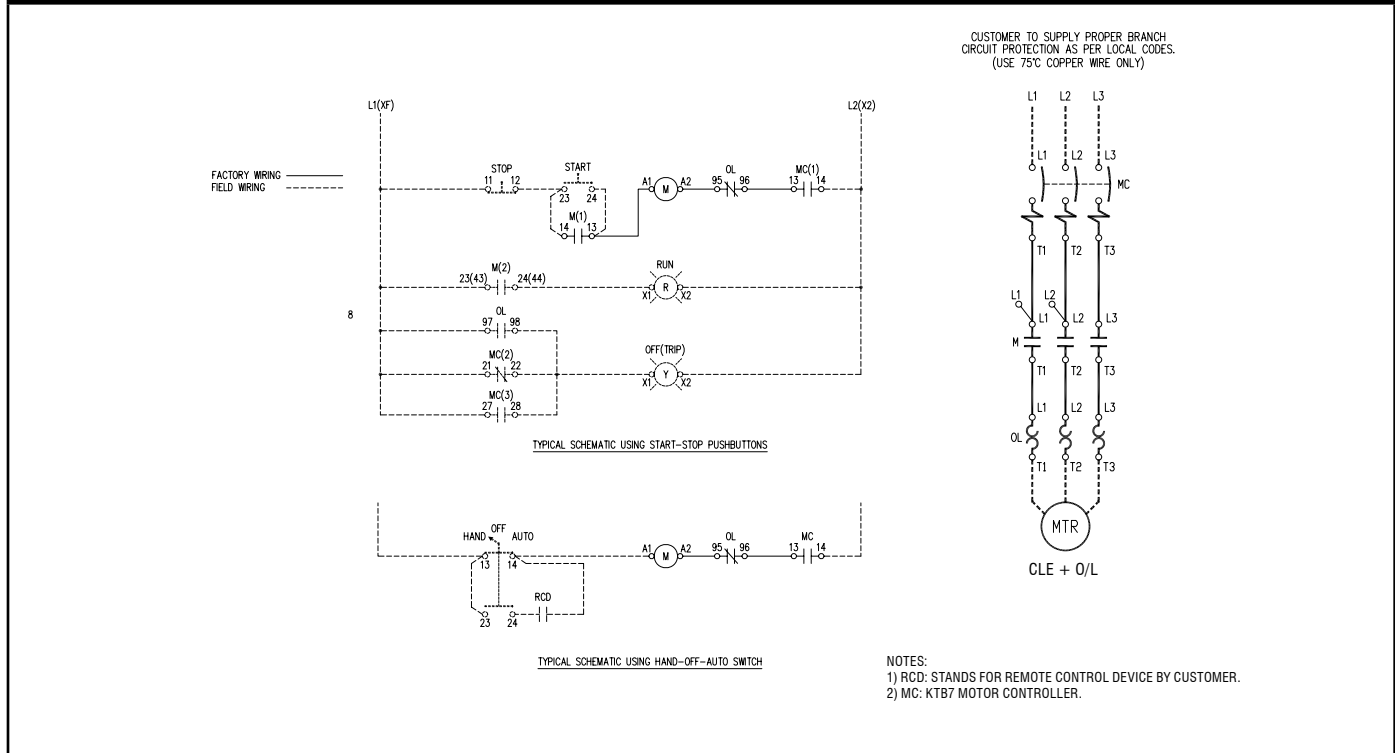 CUSTOMER TO SUPPLY PROPER BRANCH
CIRCUIT PROTECTION AS PER LOCAL CODES.
(USE 75°C COPPER WIRE ONLY)
L1(XF) L2(X2)
L1 L2 L3
FACTORY WIRING
FIELD WIRING
STOP START OL MC(1)
11 12 23 24 A1 M A2 95 96 13 14
M(1)
14 13
L1 L2 L3
MC
T1 T2 T3
M(2) RUN
23(43) 24(44) X1 R X2
8
OL
97 98
MC(2) OFF(TRIP)
21 22 X1 Y X2
MC(3)
27 28
L1 L2
L1 L2 L3
M
T1 T2 T3
L1 L2 L3
OL
T1 T2 T3
MTR
CLE + O/L
TYPICAL SCHEMATIC USING START-STOP PUSHBUTTONS
HAND OFF AUTO OL MC
13 14 A1 M A2 95 96 13 14
RCD
23 24
TYPICAL SCHEMATIC USING HAND-OFF-AUTO SWITCH
NOTES:
1) RCD: STANDS FOR REMOTE CONTROL DEVICE BY CUSTOMER.
2) MC: KTB7 MOTOR CONTROLLER.